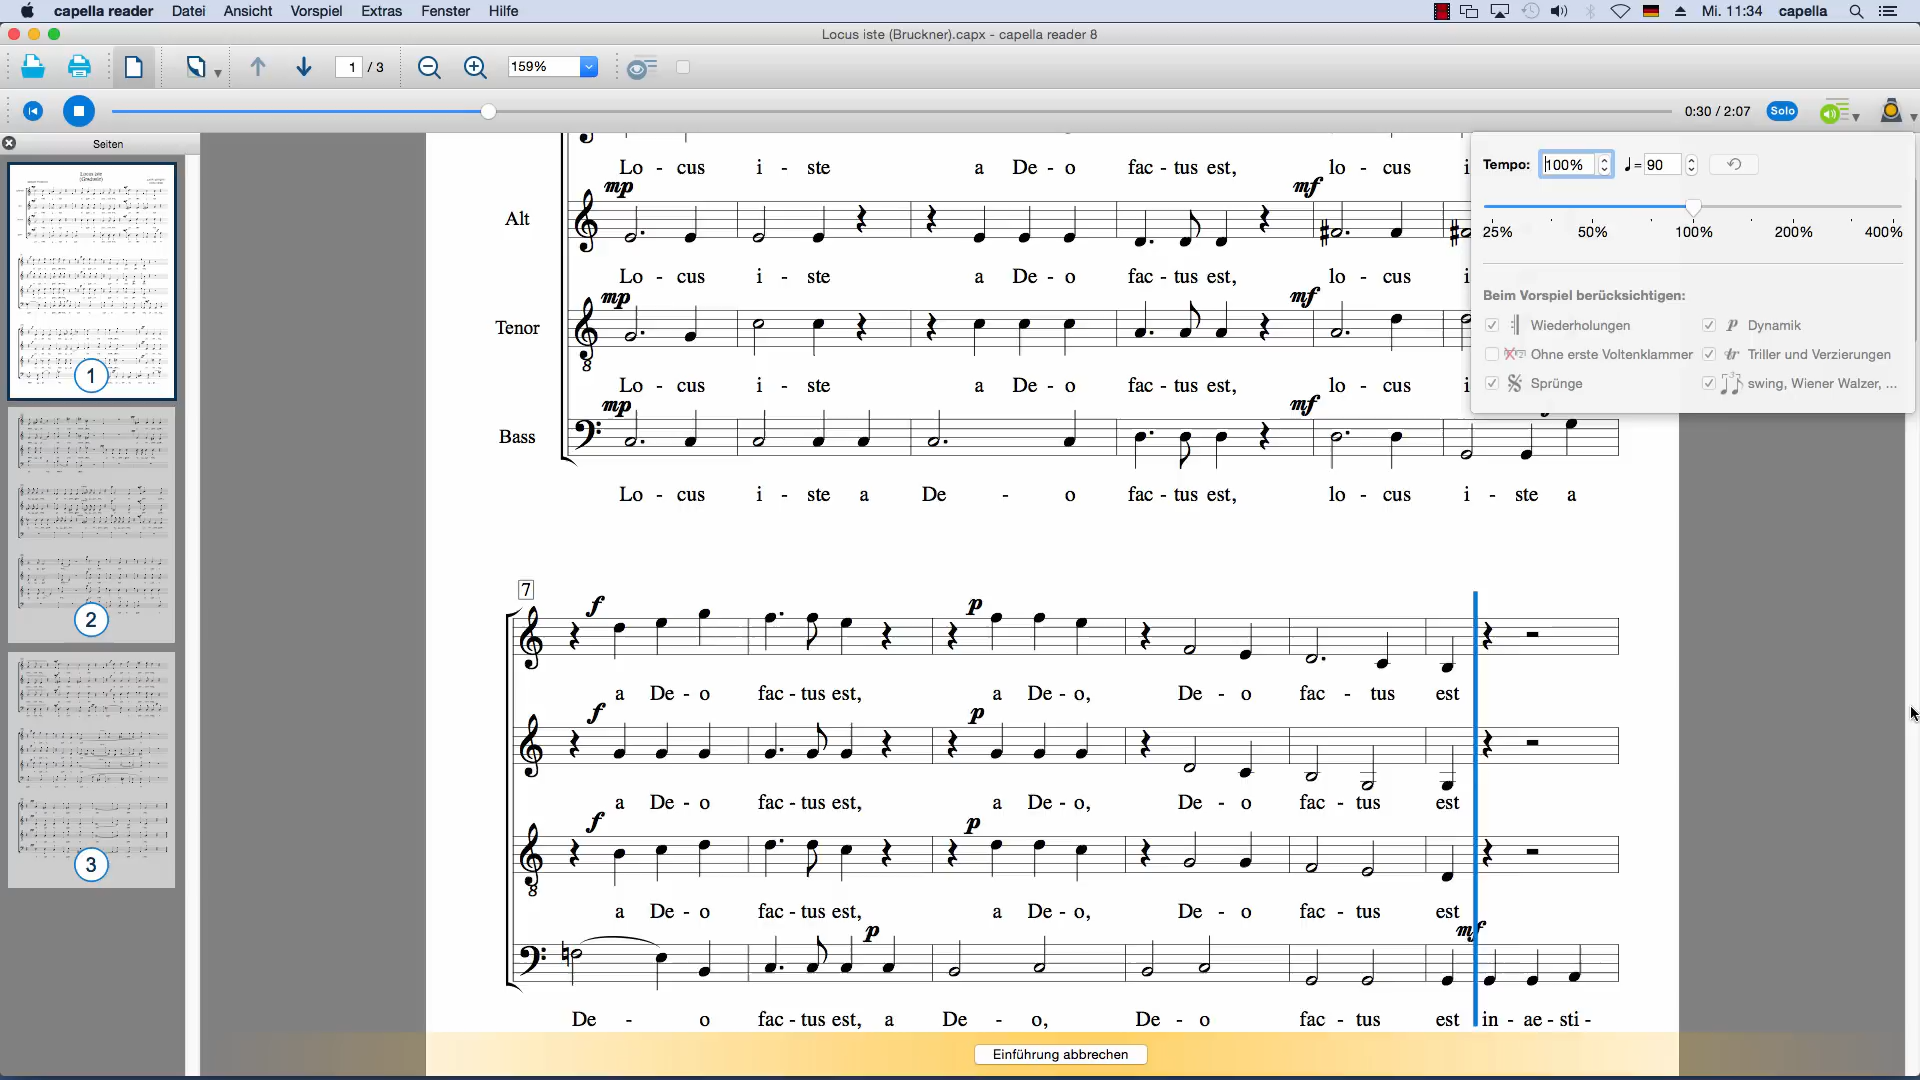 capella reader Datei Ansicht Vorspiel Extras Fenster Hilfe Mi. 11:34 capella
Locus iste (Bruckner).capx - capella reader 8
1 / 3 159%
0:30 / 2:07 Solo
Seiten
Locus iste
(Graduale)
1
2
3
Tempo: 100% = 90
25% 50% 100% 200% 400%
Beim Vorspiel berücksichtigen:
Wiederholungen p Dynamik
Ohne erste Voltenklammer tr Triller und Verzierungen
Sprünge swing, Wiener Walzer, ...
Lo - cus i - ste a De - o fac - tus est, lo - cus i
mp mf
Alt
Lo - cus i - ste a De - o fac - tus est, lo - cus i
mp mf
Tenor
8
Lo - cus i - ste a De - o fac - tus est, lo - cus i
mp mf
Bass
Lo - cus i - ste a De - o fac - tus est, lo - cus i - ste a
7
f p
a De - o fac - tus est, a De - o, De - o fac - tus est
f p
a De - o fac - tus est, a De - o, De - o fac - tus est
f p
8
a De - o fac - tus est, a De - o, De - o fac - tus est
p mf
De - o fac - tus est, a De - o, De - o fac - tus est in - ae - sti -
Einführung abbrechen